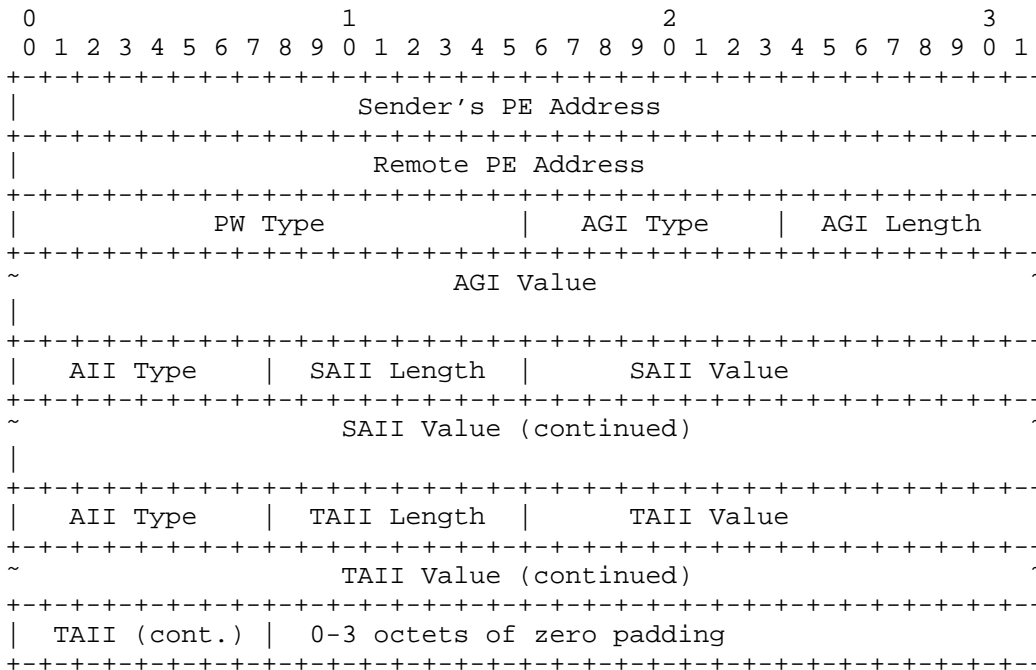 0                   1                   2                   3
0 1 2 3 4 5 6 7 8 9 0 1 2 3 4 5 6 7 8 9 0 1 2 3 4 5 6 7 8 9 0 1
+-+-+-+-+-+-+-+-+-+-+-+-+-+-+-+-+-+-+-+-+-+-+-+-+-+-+-+-+-+-+-+--
|                     Sender's PE Address
+-+-+-+-+-+-+-+-+-+-+-+-+-+-+-+-+-+-+-+-+-+-+-+-+-+-+-+-+-+-+-+--
|                      Remote PE Address
+-+-+-+-+-+-+-+-+-+-+-+-+-+-+-+-+-+-+-+-+-+-+-+-+-+-+-+-+-+-+-+--
|            PW Type            |   AGI Type    |  AGI Length
+-+-+-+-+-+-+-+-+-+-+-+-+-+-+-+-+-+-+-+-+-+-+-+-+-+-+-+-+-+-+-+--
~                           AGI Value                           ~
|
+-+-+-+-+-+-+-+-+-+-+-+-+-+-+-+-+-+-+-+-+-+-+-+-+-+-+-+-+-+-+-+--
|   AII Type    |  SAII Length  |      SAII Value
+-+-+-+-+-+-+-+-+-+-+-+-+-+-+-+-+-+-+-+-+-+-+-+-+-+-+-+-+-+-+-+--
~                    SAII Value (continued)                     ~
|
+-+-+-+-+-+-+-+-+-+-+-+-+-+-+-+-+-+-+-+-+-+-+-+-+-+-+-+-+-+-+-+--
|   AII Type    |  TAII Length  |      TAII Value
+-+-+-+-+-+-+-+-+-+-+-+-+-+-+-+-+-+-+-+-+-+-+-+-+-+-+-+-+-+-+-+--
~                    TAII Value (continued)                     ~
+-+-+-+-+-+-+-+-+-+-+-+-+-+-+-+-+-+-+-+-+-+-+-+-+-+-+-+-+-+-+-+--
|  TAII (cont.) |  0-3 octets of zero padding
+-+-+-+-+-+-+-+-+-+-+-+-+-+-+-+-+-+-+-+-+-+-+-+-+-+-+-+-+-+-+-+--